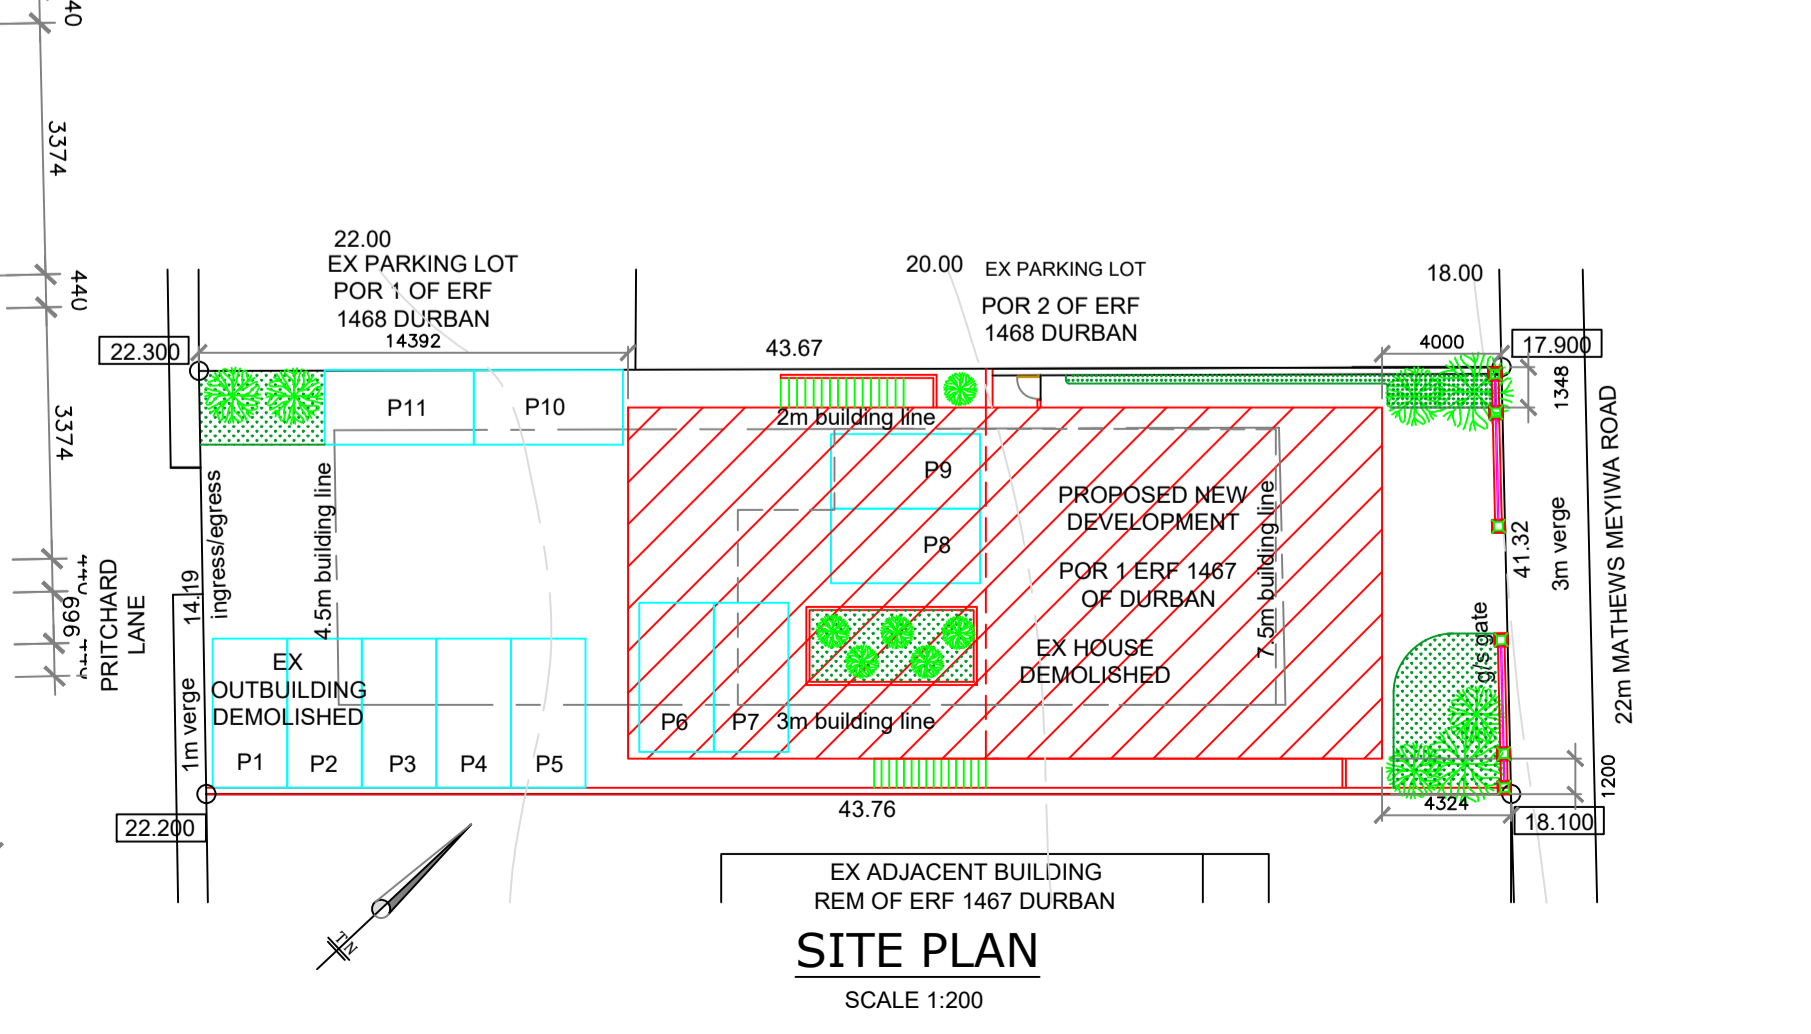 40
3374
440
3374
440
996
440
22.00
EX PARKING LOT
POR 1 OF ERF
1468 DURBAN
14392
20.00
EX PARKING LOT
POR 2 OF ERF
1468 DURBAN
18.00
4000
22.300
43.67
17.900
1348
P11
P10
2m building line
P9
P8
PROPOSED NEW
DEVELOPMENT
POR 1 ERF 1467
OF DURBAN
EX HOUSE
DEMOLISHED
7.5m building line
4.5m building line
ingress/egress
14.19
PRITCHARD
LANE
1m verge
EX
OUTBUILDING
DEMOLISHED
P1
P2
P3
P4
P5
P6
P7
3m building line
g/s gate
41.32
3m verge
22m MATHEWS MEYIWA ROAD
1200
4324
22.200
43.76
18.100
TN
EX ADJACENT BUILDING
REM OF ERF 1467 DURBAN
SITE PLAN
SCALE 1:200